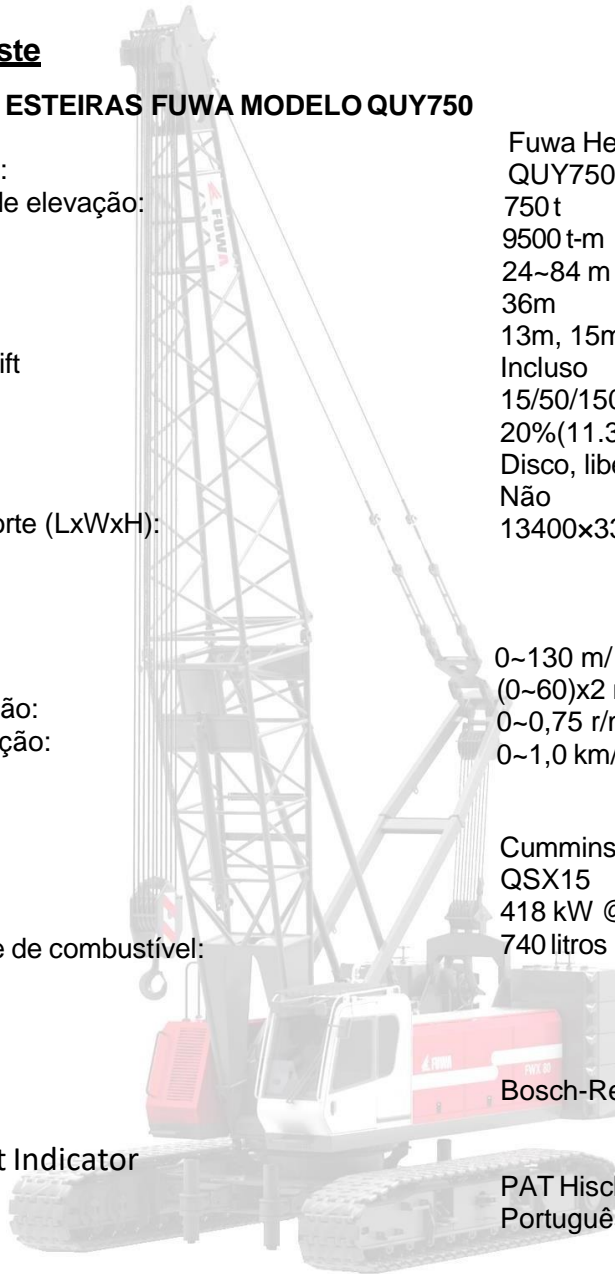 ste
ESTEIRAS FUWA MODELO QUY750
Fuwa He
: QUY750
de elevação: 750 t
9500 t-m
24~84 m
36m
13m, 15m
ift Incluso
15/50/150
20%(11.3
Disco, libe
Não
orte (LxWxH): 13400×33
0~130 m/
(0~60)x2
ão: 0~0,75 r/
ção: 0~1,0 km/
Cummins
QSX15
418 kW @
e de combustível: 740 litros
Bosch-Re
t Indicator
PAT Hisc
Portuguê
FUWA
FUWA
FWX 80